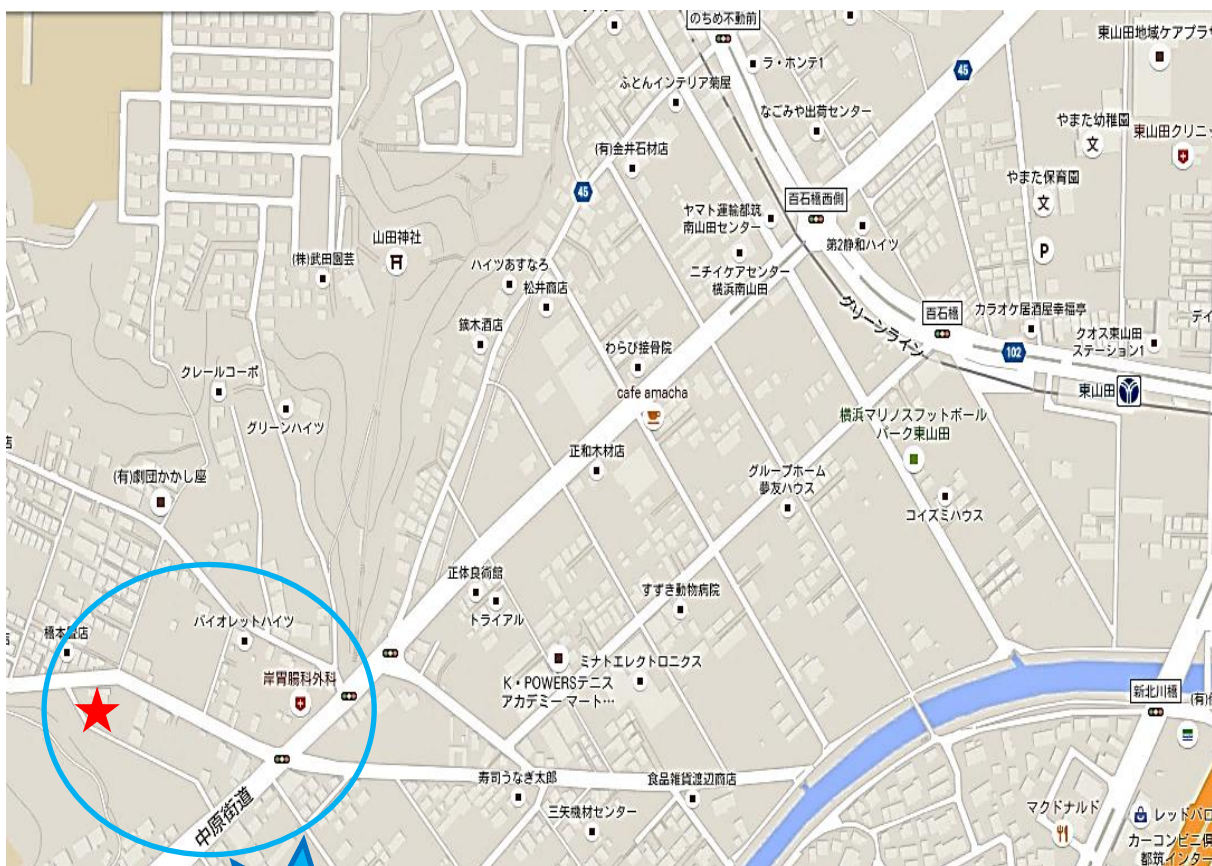 のちめ不動前
東山田地域ケアプラザ
ラ・ホンテ1
45
ふとんインテリア菊屋
なごみや出荷センター
やまた幼稚園
文
東山田クリニッ
(有)金井石材店
45
やまた保育園
文
百石橋西側
ヤマト運輸都筑
南山田センター
山田神社
第2静和ハイツ
(株)武田園芸
P
ハイツあすなろ
ニチイケアセンター
横浜南山田
松井商店
グリーンライン
百石橋
カラオケ居酒屋幸福亭
デイ
鏑木酒店
クオス東山田
ステーション1
わらび接骨院
102
クレールコーポ
cafe amacha
東山田
グリーンハイツ
横浜マリノスフットボール
パーク東山田
店
正和木材店
(有)劇団かかし座
グループホーム
夢友ハウス
コイズミハウス
正体良術館
すずき動物病院
トライアル
バイオレットハイツ
店
ミナトエレクトロニクス
岸胃腸科外科
K・POWERSテニス
アカデミー マート…
新北川橋
(有)
寿司うなぎ太郎
食品雑貨渡辺商店
中原街道
三矢機材センター
マクドナルド
レッドバロ
カーコンビニ倶
都筑インター